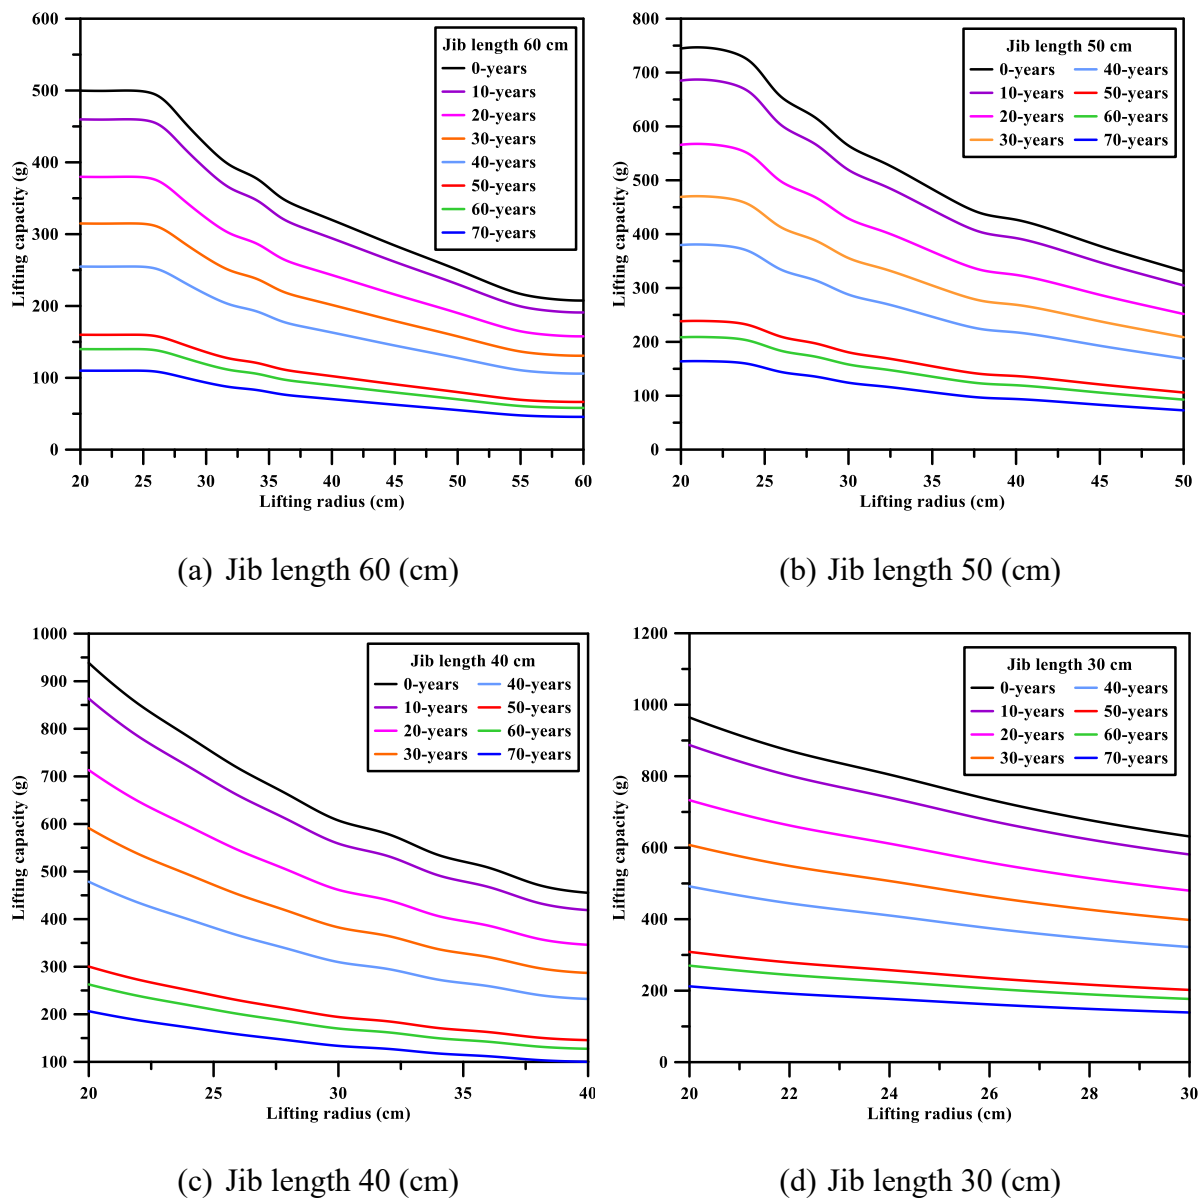 600
500
400
300
200
100
0
Lifting capacity (g)
Jib length 60 cm
0-years
10-years
20-years
30-years
40-years
50-years
60-years
70-years
20 25 30 35 40 45 50 55 60
Lifting radius (cm)
(a) Jib length 60 (cm)
800
700
600
500
400
300
200
100
0
Lifting capacity (g)
Jib length 50 cm
0-years 40-years
10-years 50-years
20-years 60-years
30-years 70-years
20 25 30 35 40 45 50
Lifting radius (cm)
(b) Jib length 50 (cm)
1000
900
800
700
600
500
400
300
200
100
Lifting capacity (g)
Jib length 40 cm
0-years 40-years
10-years 50-years
20-years 60-years
30-years 70-years
20 25 30 35 40
Lifting radius (cm)
(c) Jib length 40 (cm)
1200
1000
800
600
400
200
0
Lifting capacity (g)
Jib length 30 cm
0-years 40-years
10-years 50-years
20-years 60-years
30-years 70-years
20 22 24 26 28 30
Lifting radius (cm)
(d) Jib length 30 (cm)